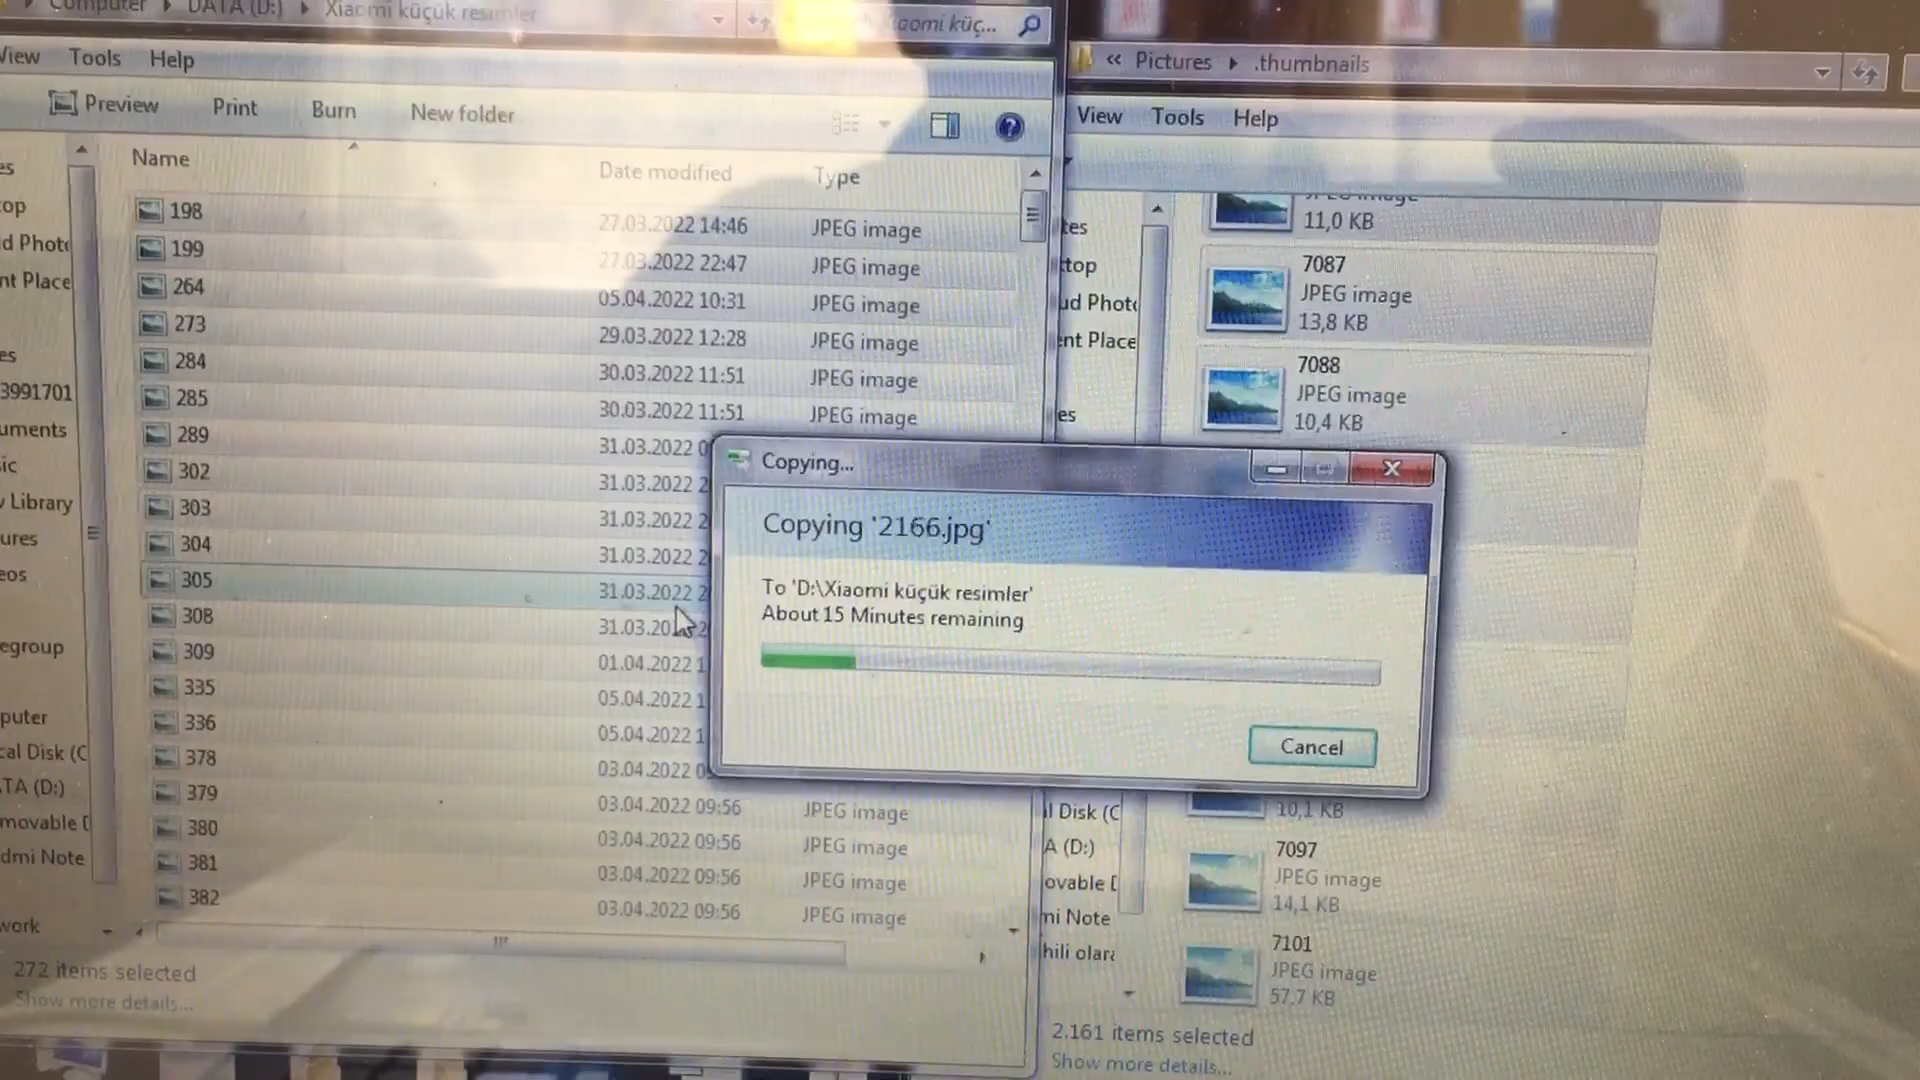 Computer ▸ DATA (D:) ▸ Xiaomi küçük resimler
View Tools Help
Preview Print Burn New folder
Name Date modified Type
198 27.03.2022 14:46 JPEG image
199 27.03.2022 22:47 JPEG image
264 05.04.2022 10:31 JPEG image
273 29.03.2022 12:28 JPEG image
284 30.03.2022 11:51 JPEG image
285 30.03.2022 11:51 JPEG image
289 31.03.2022 0
302 31.03.2022 2
303 31.03.2022 2
304 31.03.2022 2
305 31.03.2022 2
308 31.03.20 2
309 01.04.2022 1
335 05.04.2022 1
336 05.04.2022 1
378 03.04.2022 09
379 03.04.2022 09:56 JPEG image
380 03.04.2022 09:56 JPEG image
381 03.04.2022 09:56 JPEG image
382 03.04.2022 09:56 JPEG image
es
op
d Photo
nt Place
es
3991701
uments
ic
v Library
ures
eos
egroup
puter
cal Disk (C
TA (D:)
movable D
dmi Note
work
272 items selected
Show more details...
« Pictures ▸ .thumbnails
View Tools Help
tes
top
ud Photo
ent Place
es
JPEG image
11,0 KB
7087
JPEG image
13,8 KB
7088
JPEG image
10,4 KB
Copying...
Copying '2166.jpg'
To 'D:\Xiaomi küçük resimler'
About 15 Minutes remaining
Cancel
l Disk (C
A (D:)
ovable D
mi Note
hili olara
10,1 KB
7097
JPEG image
14,1 KB
7101
JPEG image
57,7 KB
2.161 items selected
Show more details...